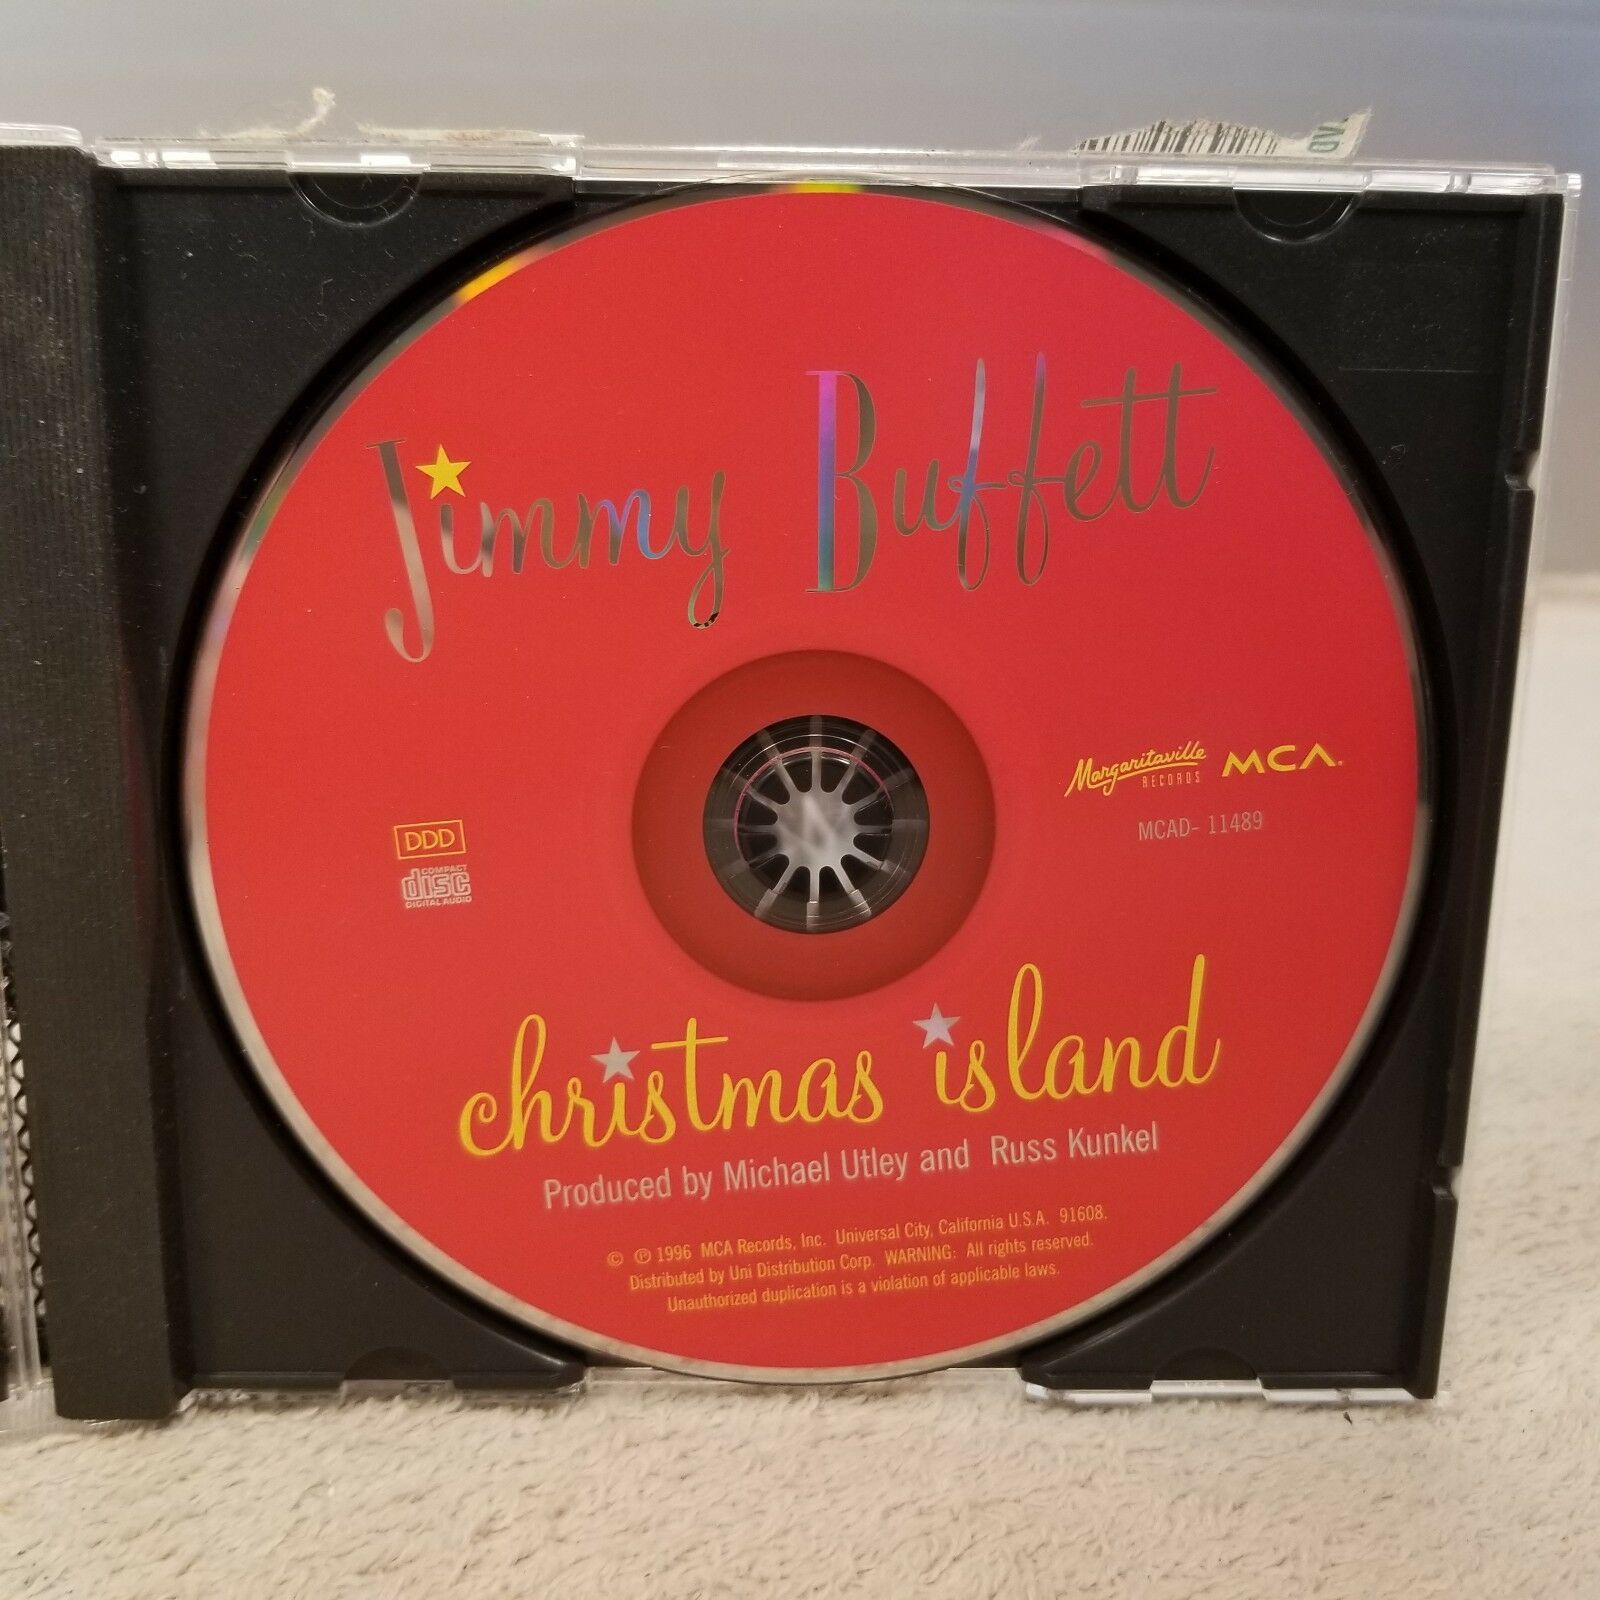 Jimmy Buffett
Margaritaville
RECORDS
MCA
MCAD- 11489
DDD
COMPACT
disc
DIGITAL AUDIO
christmas island
Produced by Michael Utley and Russ Kunkel
© ℗ 1996 MCA Records, Inc. Universal City, California U.S.A. 91608.
Distributed by Uni Distribution Corp. WARNING: All rights reserved.
Unauthorized duplication is a violation of applicable laws.